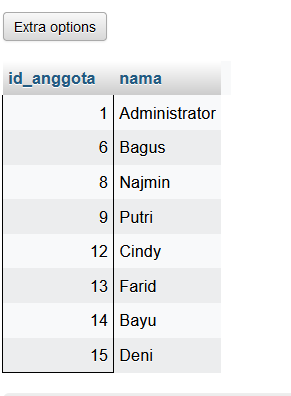 Extra options
id_anggota nama
1 Administrator
6 Bagus
8 Najmin
9 Putri
12 Cindy
13 Farid
14 Bayu
15 Deni